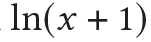 ln(x + 1)